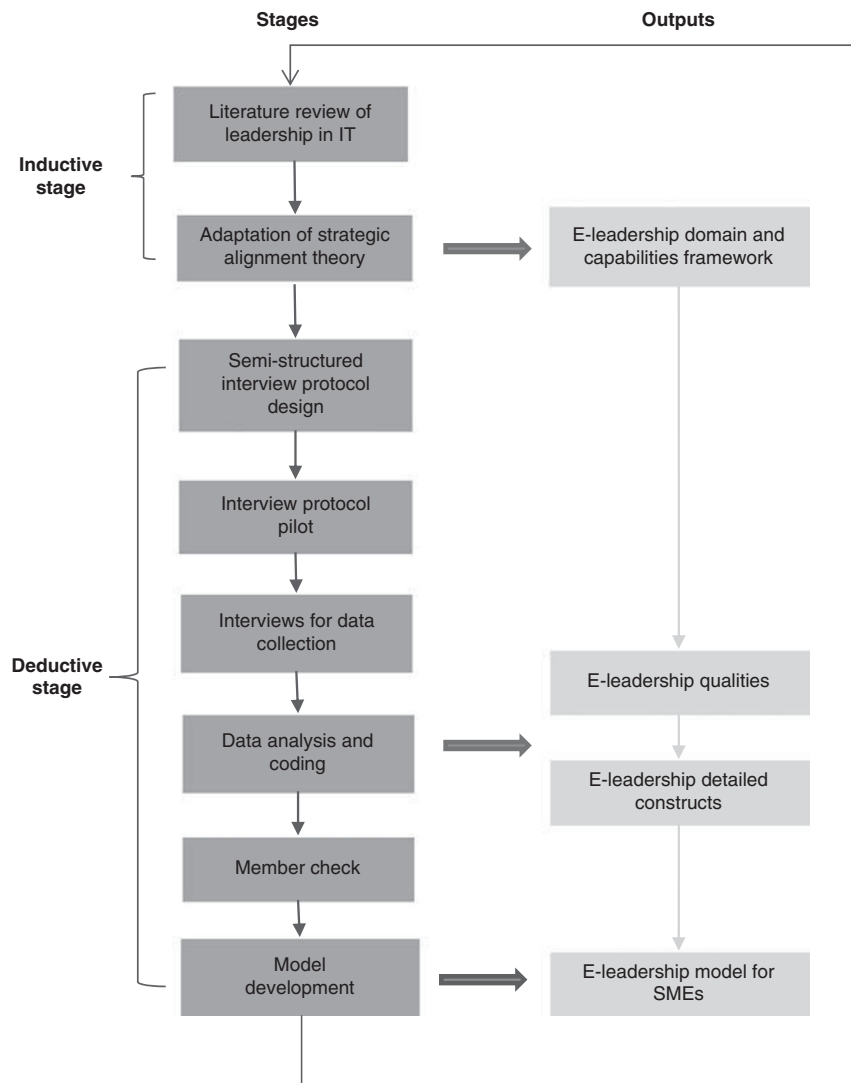 Stages
Outputs
Literature review of
leadership in IT
Inductive
stage
Adaptation of strategic
alignment theory
E-leadership domain and
capabilities framework
Semi-structured
interview protocol
design
Interview protocol
pilot
Interviews for data
collection
Deductive
stage
E-leadership qualities
Data analysis and
coding
E-leadership detailed
constructs
Member check
Model
development
E-leadership model for
SMEs